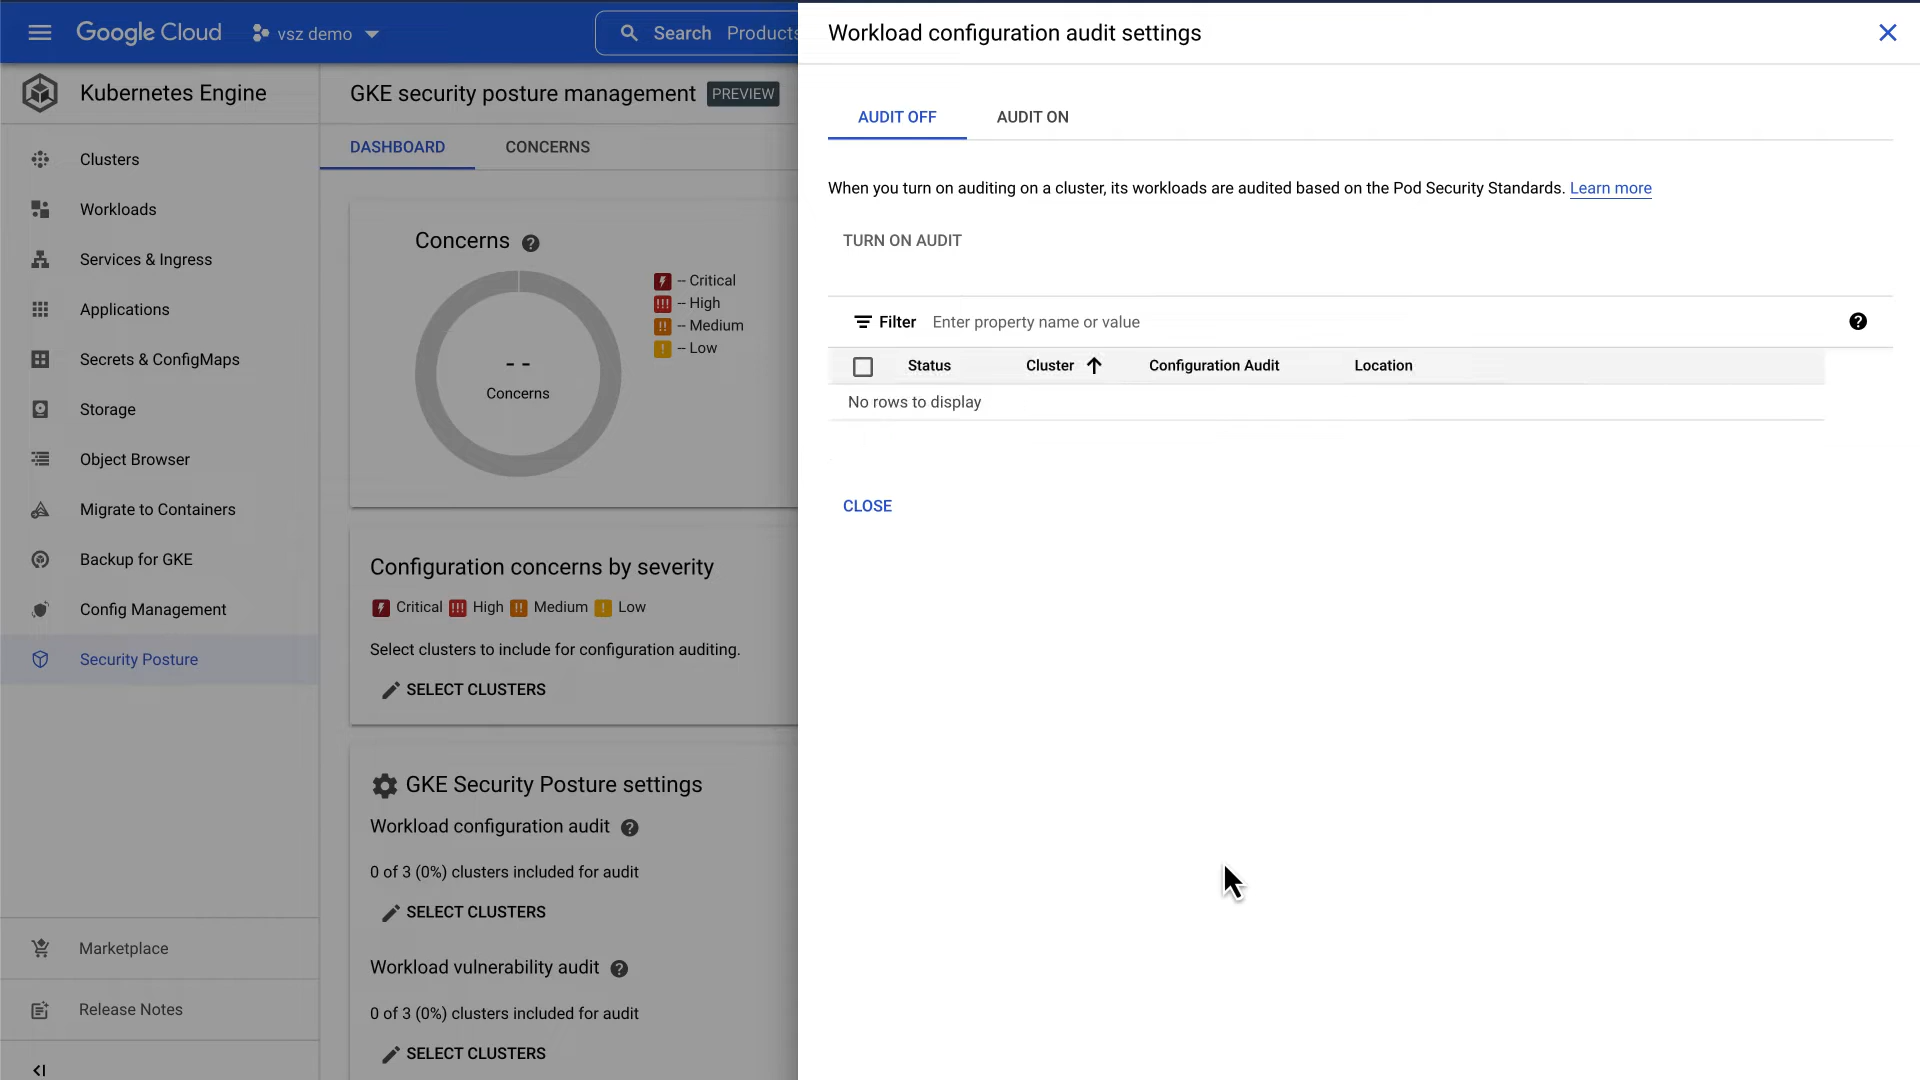 Google Cloud
vsz demo
Search Products
Workload configuration audit settings
Kubernetes Engine
Clusters
Workloads
Services & Ingress
Applications
Secrets & ConfigMaps
Storage
Object Browser
Migrate to Containers
Backup for GKE
Config Management
Security Posture
Marketplace
Release Notes
GKE security posture management PREVIEW
DASHBOARD CONCERNS
Concerns ?
– Critical
– High
– Medium
– Low
- -
Concerns
Configuration concerns by severity
Critical High Medium Low
Select clusters to include for configuration auditing.
SELECT CLUSTERS
GKE Security Posture settings
Workload configuration audit ?
0 of 3 (0%) clusters included for audit
SELECT CLUSTERS
Workload vulnerability audit ?
0 of 3 (0%) clusters included for audit
SELECT CLUSTERS
AUDIT OFF AUDIT ON
When you turn on auditing on a cluster, its workloads are audited based on the Pod Security Standards. Learn more
TURN ON AUDIT
Filter Enter property name or value ?
Status Cluster Configuration Audit Location
No rows to display
CLOSE